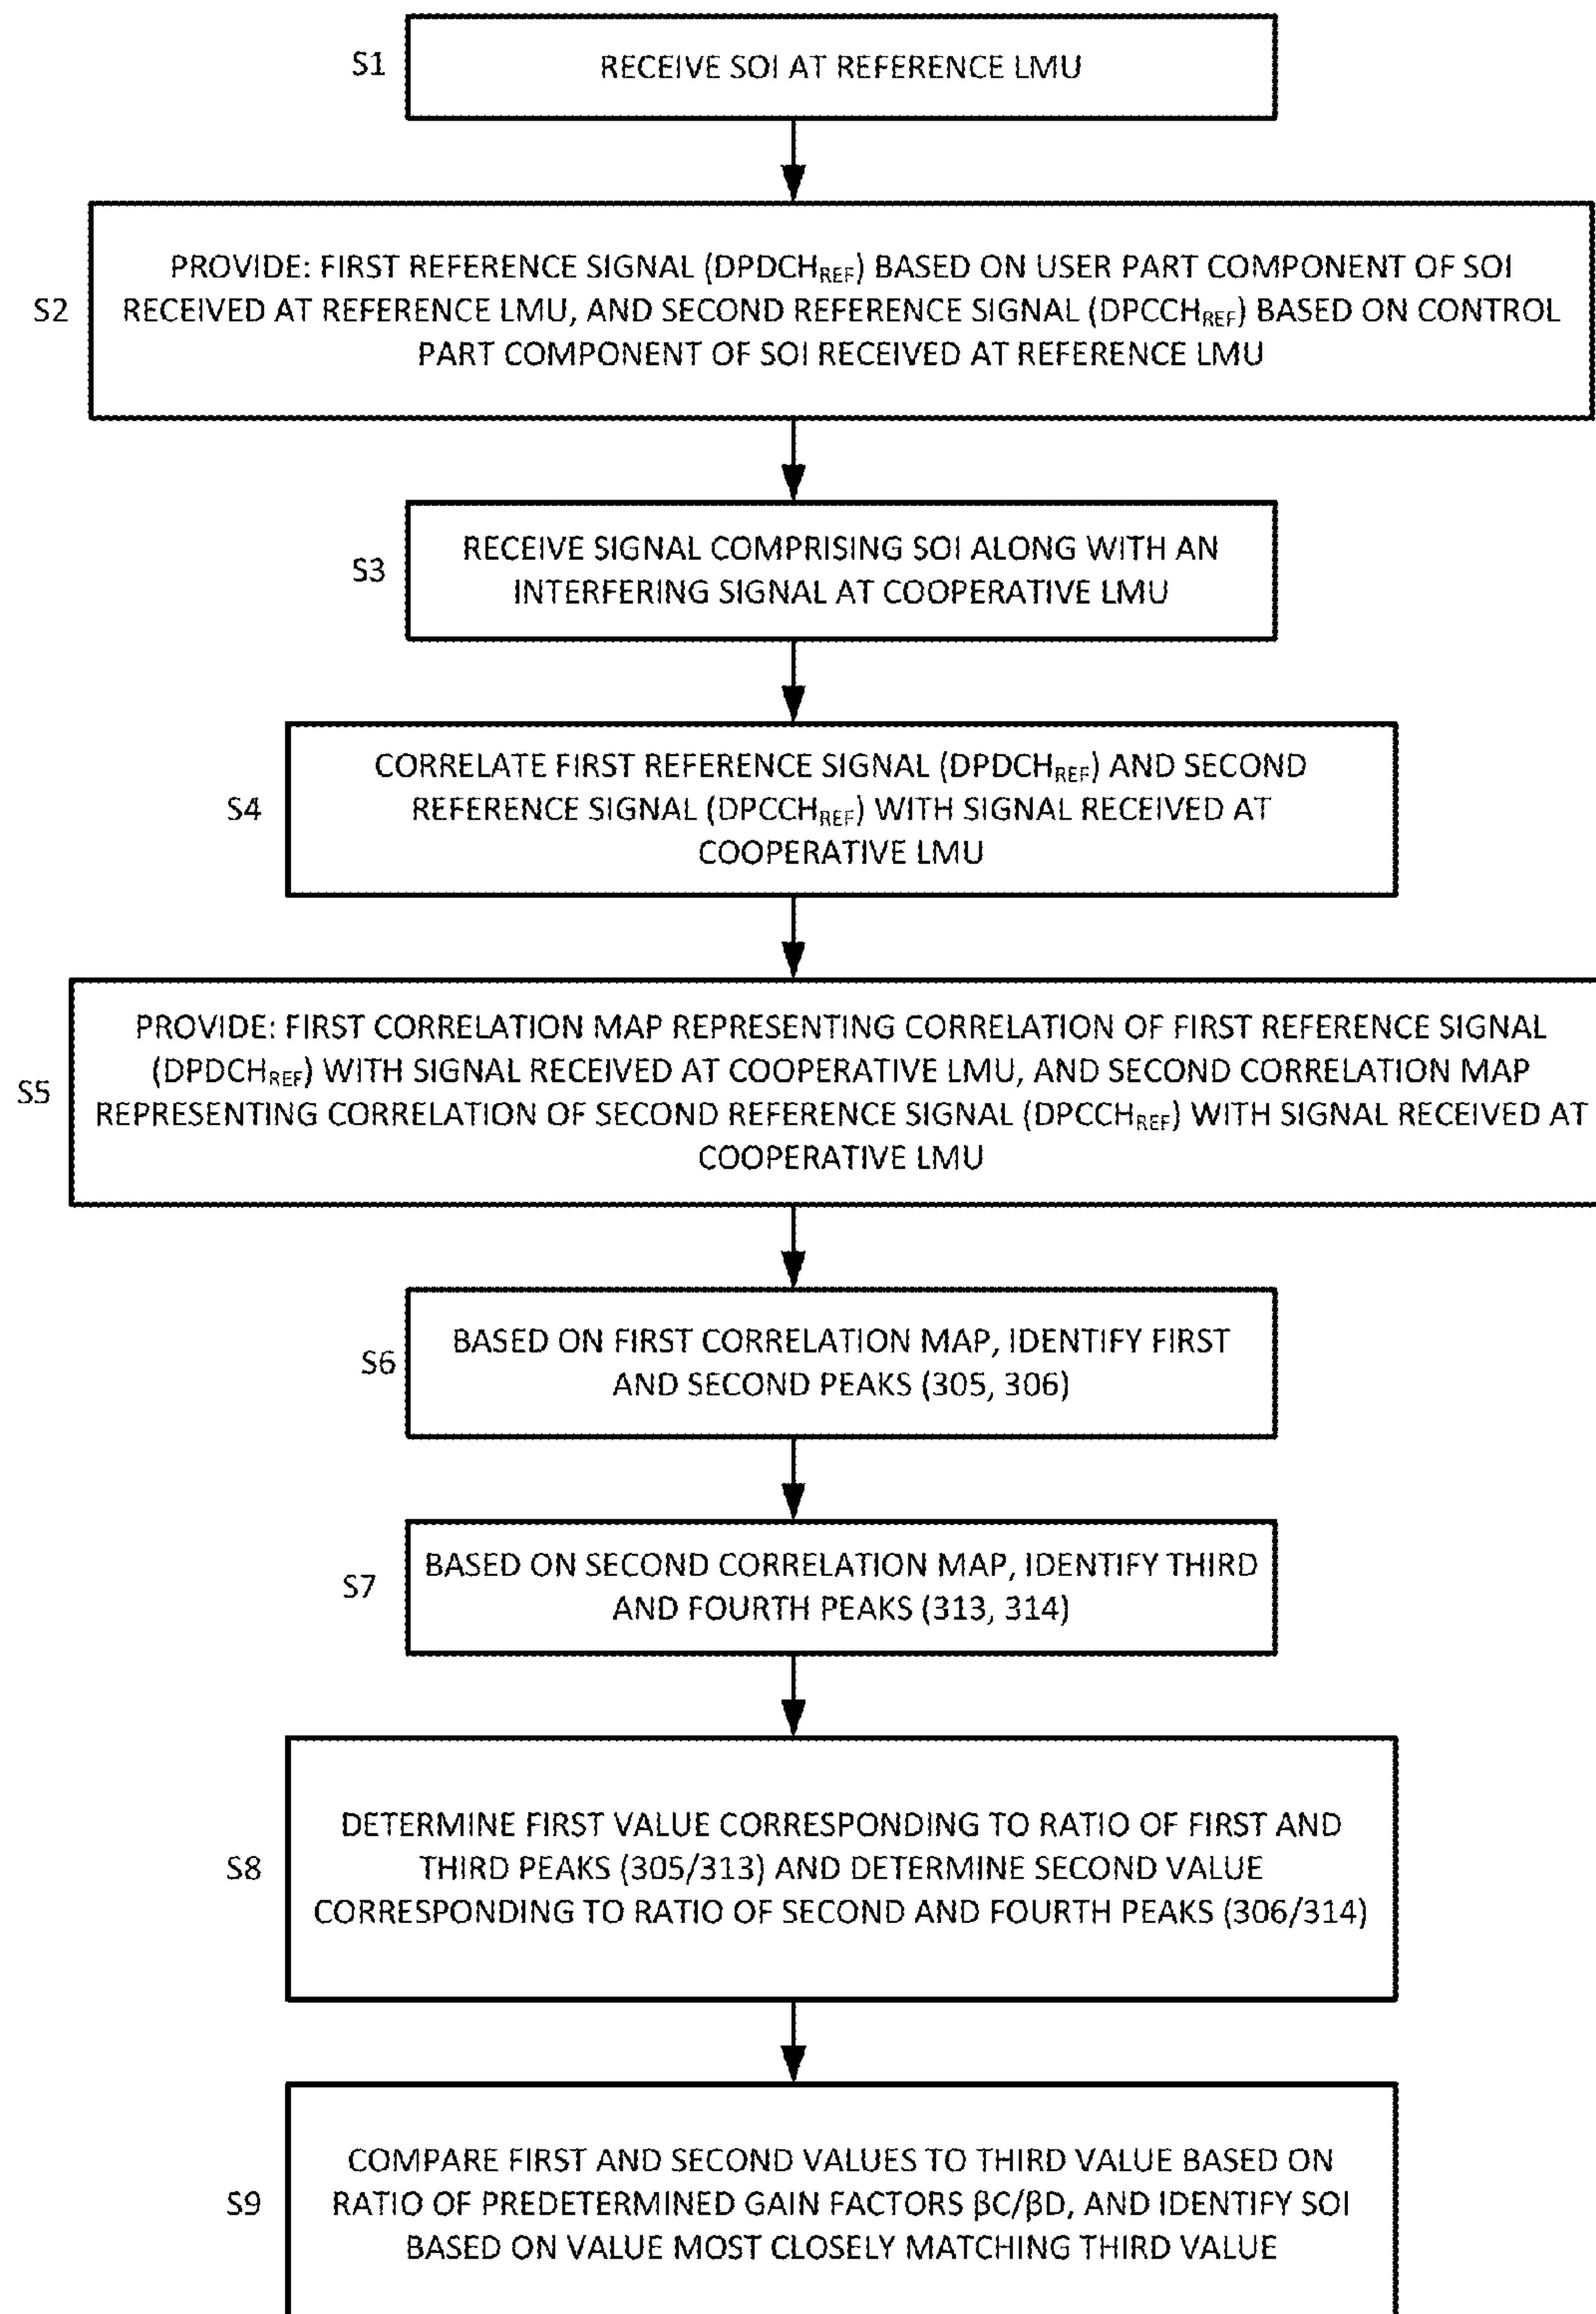 S1
RECEIVE SOI AT REFERENCE LMU
S2
PROVIDE: FIRST REFERENCE SIGNAL (DPDCHREF) BASED ON USER PART COMPONENT OF SOI
RECEIVED AT REFERENCE LMU, AND SECOND REFERENCE SIGNAL (DPCCHREF) BASED ON CONTROL
PART COMPONENT OF SOI RECEIVED AT REFERENCE LMU
S3
RECEIVE SIGNAL COMPRISING SOI ALONG WITH AN
INTERFERING SIGNAL AT COOPERATIVE LMU
S4
CORRELATE FIRST REFERENCE SIGNAL (DPDCHREF) AND SECOND
REFERENCE SIGNAL (DPCCHREF) WITH SIGNAL RECEIVED AT
COOPERATIVE LMU
S5
PROVIDE: FIRST CORRELATION MAP REPRESENTING CORRELATION OF FIRST REFERENCE SIGNAL
(DPDCHREF) WITH SIGNAL RECEIVED AT COOPERATIVE LMU, AND SECOND CORRELATION MAP
REPRESENTING CORRELATION OF SECOND REFERENCE SIGNAL (DPCCHREF) WITH SIGNAL RECEIVED AT
COOPERATIVE LMU
S6
BASED ON FIRST CORRELATION MAP, IDENTIFY FIRST
AND SECOND PEAKS (305, 306)
S7
BASED ON SECOND CORRELATION MAP, IDENTIFY THIRD
AND FOURTH PEAKS (313, 314)
S8
DETERMINE FIRST VALUE CORRESPONDING TO RATIO OF FIRST AND
THIRD PEAKS (305/313) AND DETERMINE SECOND VALUE
CORRESPONDING TO RATIO OF SECOND AND FOURTH PEAKS (306/314)
S9
COMPARE FIRST AND SECOND VALUES TO THIRD VALUE BASED ON
RATIO OF PREDETERMINED GAIN FACTORS βC/βD, AND IDENTIFY SOI
BASED ON VALUE MOST CLOSELY MATCHING THIRD VALUE